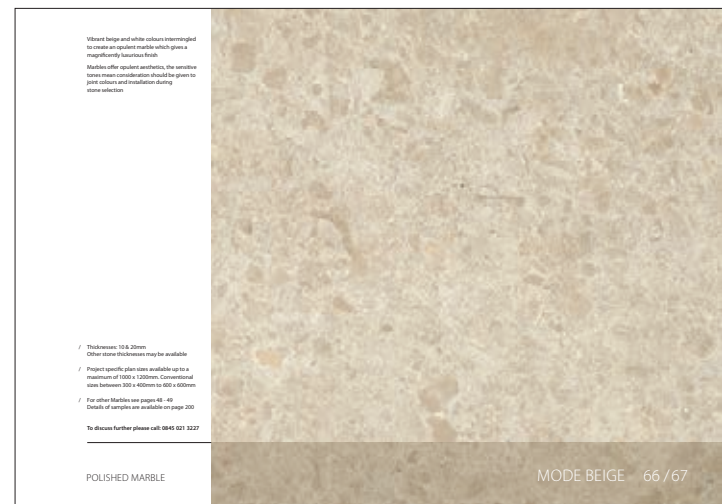 Vibrant beige and white colours intermingled
to create an opulent marble which gives a
magnificently luxurious finish
Marbles offer opulent aesthetics, the sensitive
tones mean consideration should be given to
joint colours and installation during
stone selection
/ Thicknesses: 10 & 20mm
Other stone thicknesses may be available
/ Project specific plan sizes available up to a
maximum of 1000 x 1200mm. Conventional
sizes between 300 x 400mm to 600 x 600mm
/ For other Marbles see pages 48 - 49
Details of samples are available on page 200
To discuss further please call: 0845 021 3227
POLISHED MARBLE
MODE BEIGE 66 / 67